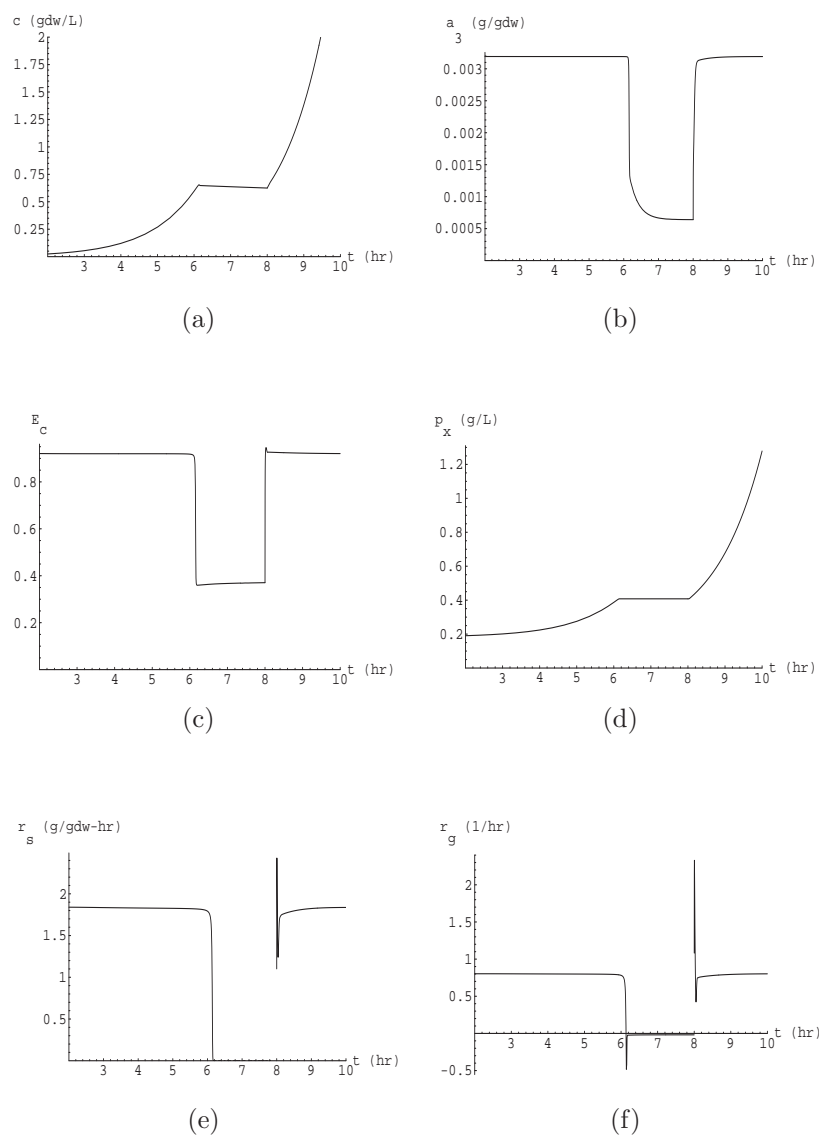 c (gdw/L)
2
1.75
1.5
1.25
1
0.75
0.5
0.25
3 4 5 6 7 8 9 10 t (hr)
(a)
a (g/gdw)
3
0.003
0.0025
0.002
0.0015
0.001
0.0005
3 4 5 6 7 8 9 10 t (hr)
(b)
E
c
0.8
0.6
0.4
0.2
3 4 5 6 7 8 9 10 t (hr)
(c)
p (g/L)
x
1.2
1
0.8
0.6
0.4
0.2
3 4 5 6 7 8 9 10 t (hr)
(d)
r (g/gdw-hr)
s
2
1.5
1
0.5
3 4 5 6 7 8 9 10 t (hr)
(e)
r (1/hr)
g
2
1.5
1
0.5
3 4 5 6 7 8 9 10 t (hr)
-0.5
(f)